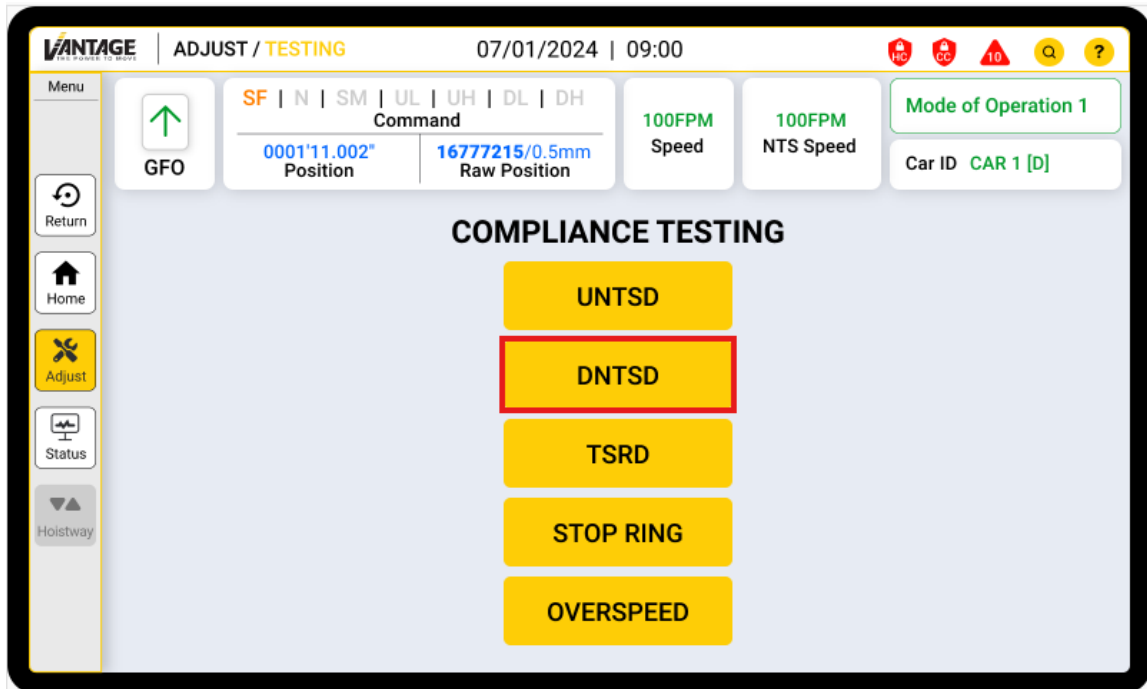 VANTAGE
THE POWER TO MOVE
ADJUST / TESTING
07/01/2024 | 09:00
HC
CC
10
?
Menu
Return
Home
Adjust
Status
Hoistway
GFO
SF | N | SM | UL | UH | DL | DH
Command
0001'11.002"
Position
16777215/0.5mm
Raw Position
100FPM
Speed
100FPM
NTS Speed
Mode of Operation 1
Car ID CAR 1 [D]
COMPLIANCE TESTING
UNTSD
DNTSD
TSRD
STOP RING
OVERSPEED